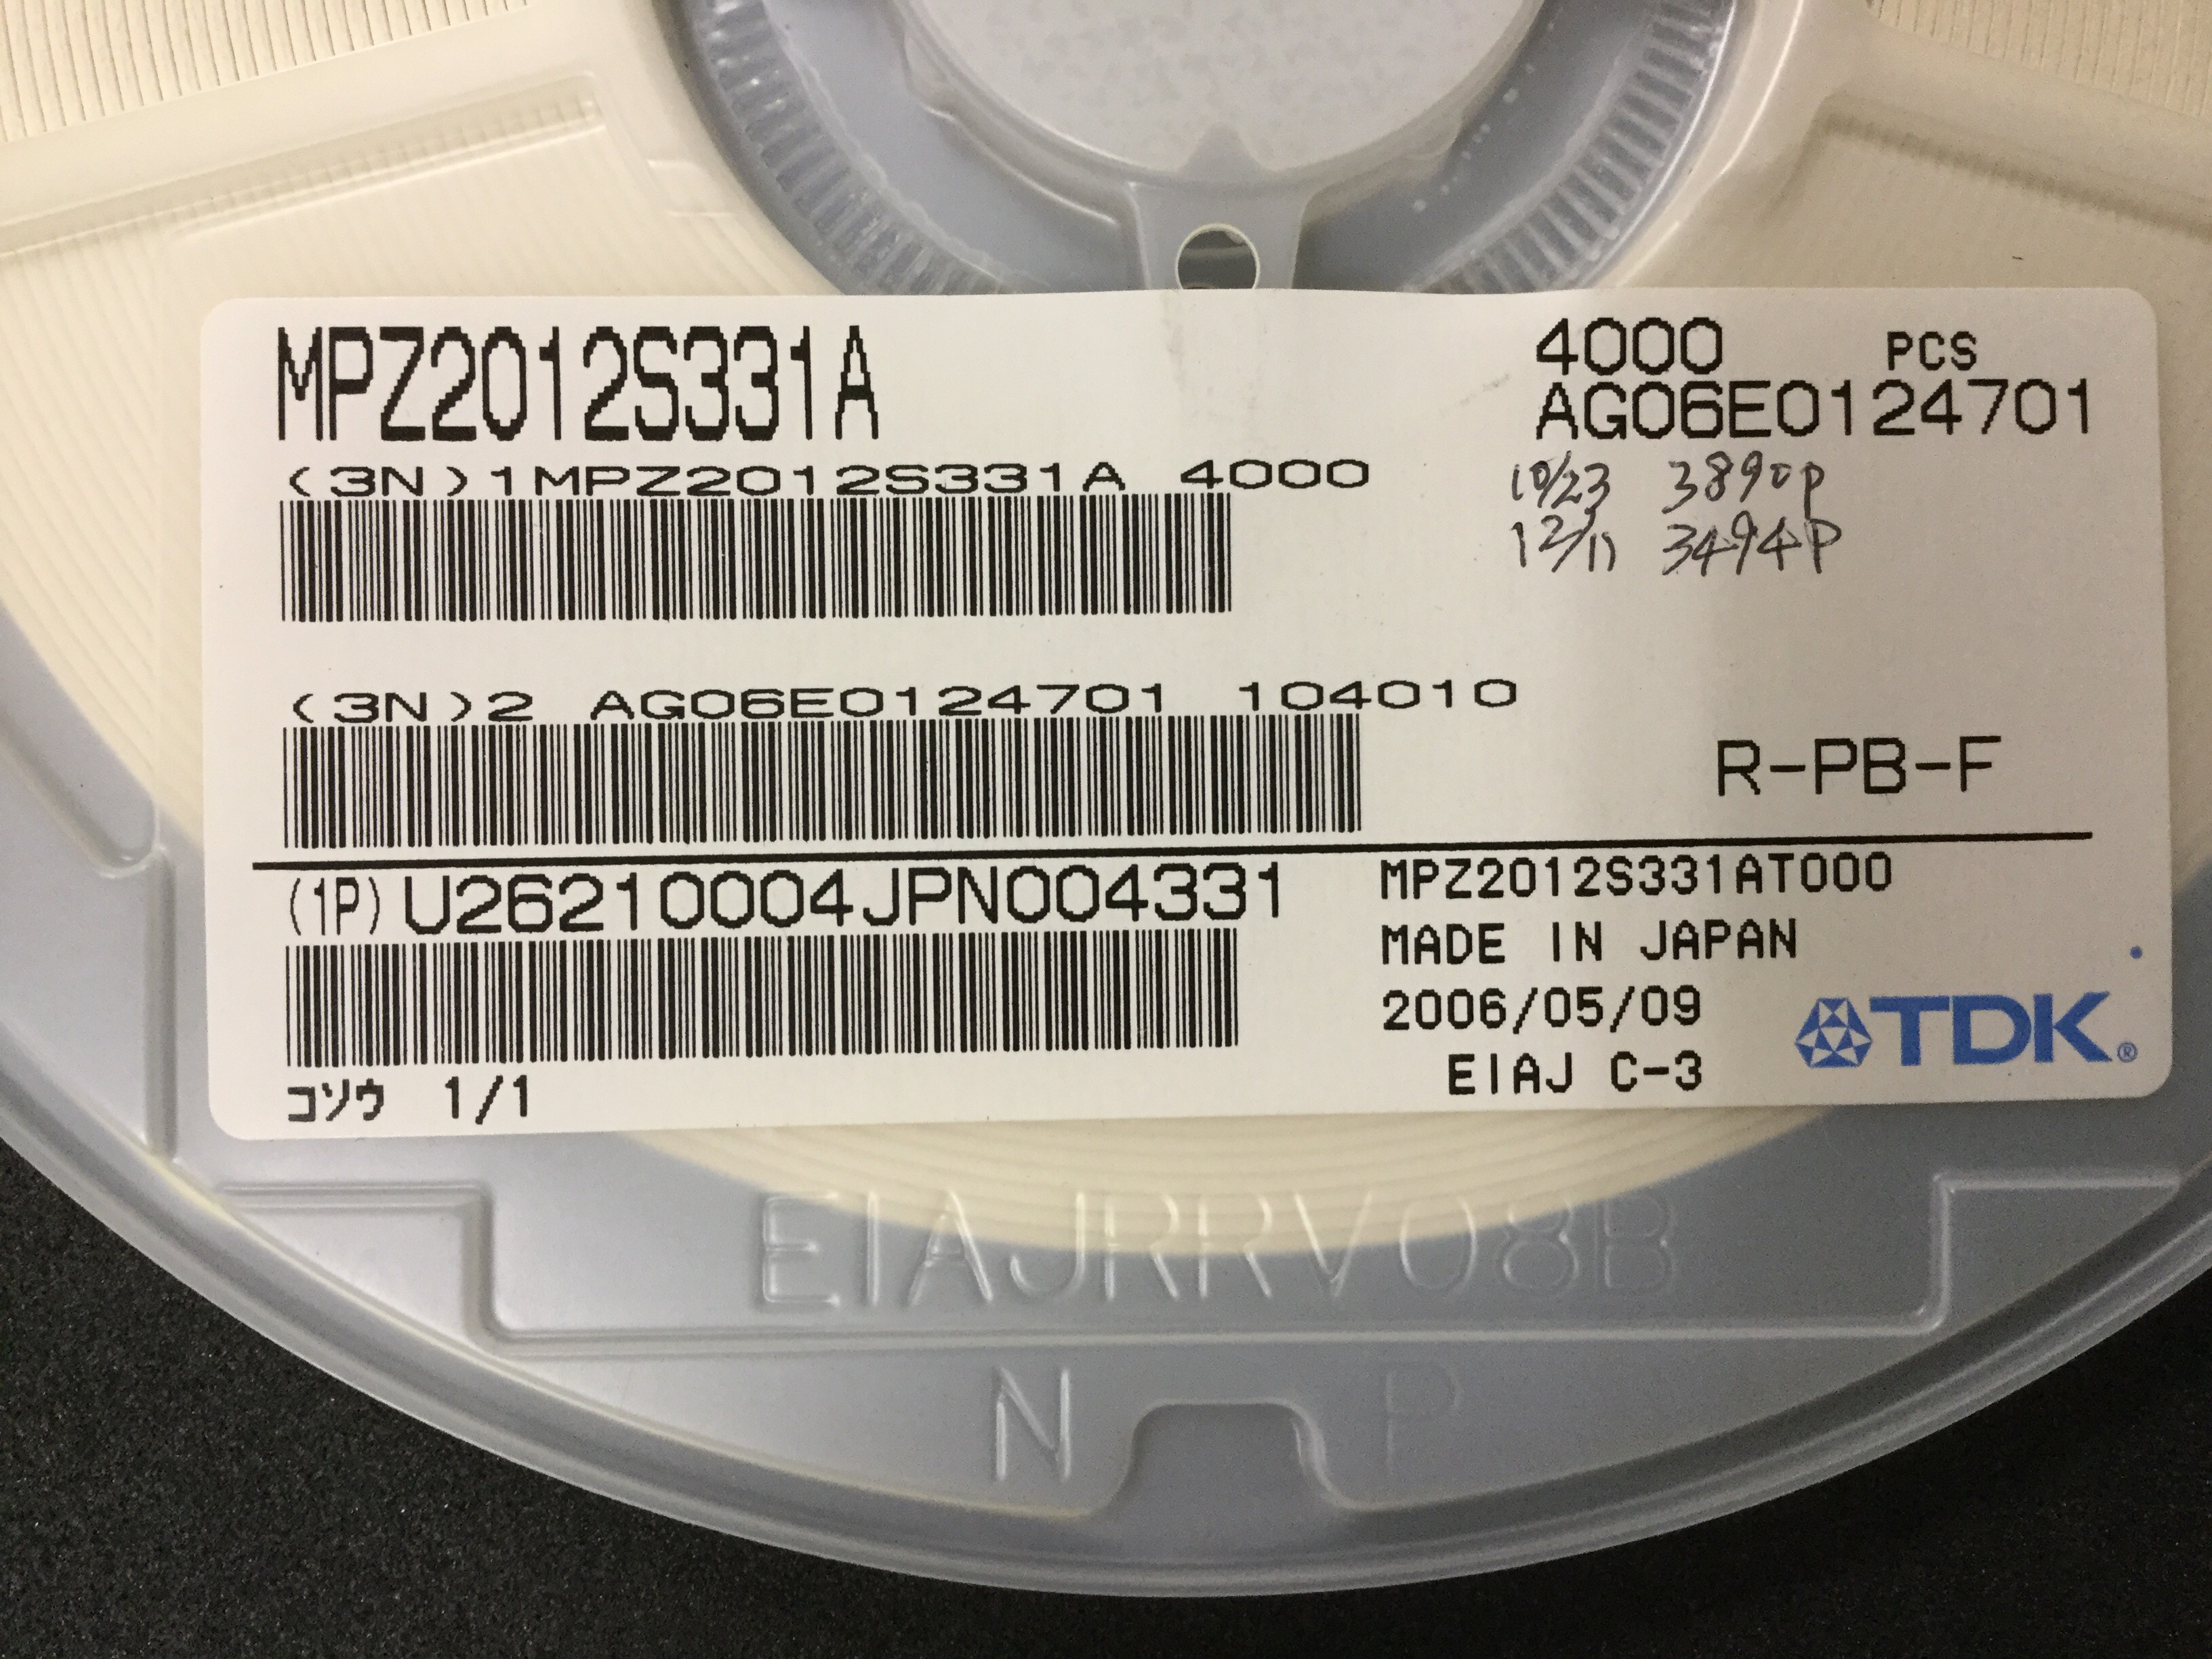 MPZ2012S331A
4000 PCS
AG06E0124701
(3N)1MPZ2012S331A 4000
10/23 3890p
12/11 3494P
(3N)2 AG06E0124701 104010
R-PB-F
(1P) U26210004JPN004331
MPZ2012S331AT000
MADE IN JAPAN
2006/05/09
EIAJ C-3
TDK®
コソウ 1/1
EIAJRRV08B
N P